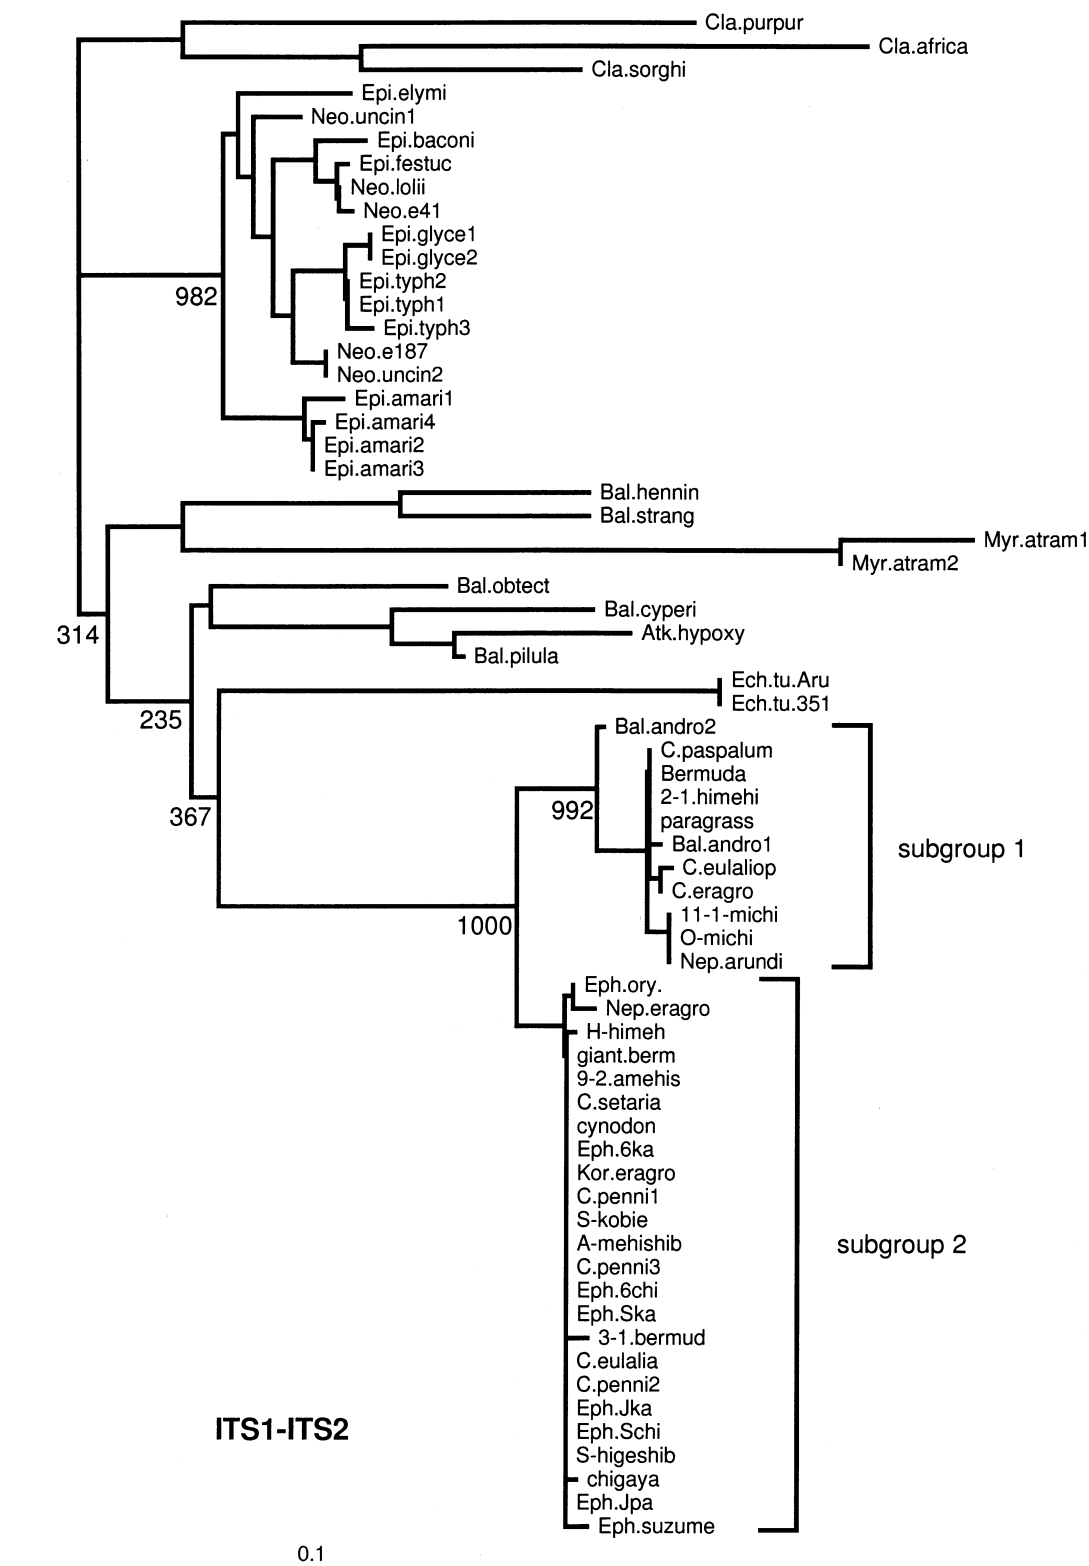 Cla.purpur
Cla.africa
Cla.sorghi
Epi.elymi
Neo.uncin1
Epi.baconi
Epi.festuc
Neo.lolii
Neo.e41
Epi.glyce1
Epi.glyce2
Epi.typh2
982
Epi.typh1
Epi.typh3
Neo.e187
Neo.uncin2
Epi.amari1
Epi.amari4
Epi.amari2
Epi.amari3
Bal.hennin
Bal.strang
Myr.atram1
Myr.atram2
Bal.obtect
Bal.cyperi
314
Atk.hypoxy
Bal.pilula
Ech.tu.Aru
Ech.tu.351
235
Bal.andro2
C.paspalum
Bermuda
2-1.himehi
992
367
paragrass
Bal.andro1
subgroup 1
C.eulaliop
C.eragro
11-1-michi
1000
O-michi
Nep.arundi
Eph.ory.
Nep.eragro
H-himeh
giant.berm
9-2.amehis
C.setaria
cynodon
Eph.6ka
Kor.eragro
C.penni1
S-kobie
A-mehishib
subgroup 2
C.penni3
Eph.6chi
Eph.Ska
3-1.bermud
C.eulalia
C.penni2
Eph.Jka
ITS1-ITS2
Eph.Schi
S-higeshib
chigaya
Eph.Jpa
Eph.suzume
0.1